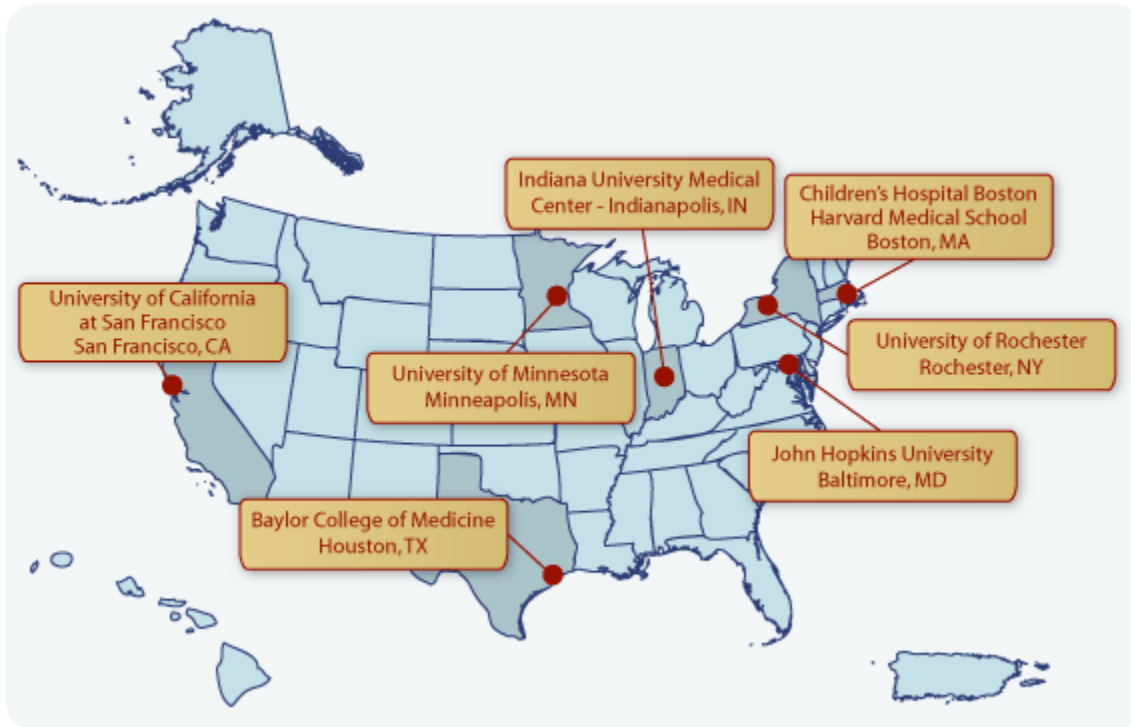 Indiana University Medical
Center - Indianapolis, IN
Children's Hospital Boston
Harvard Medical School
Boston, MA
University of California
at San Francisco
San Francisco, CA
University of Minnesota
Minneapolis, MN
University of Rochester
Rochester, NY
John Hopkins University
Baltimore, MD
Baylor College of Medicine
Houston, TX